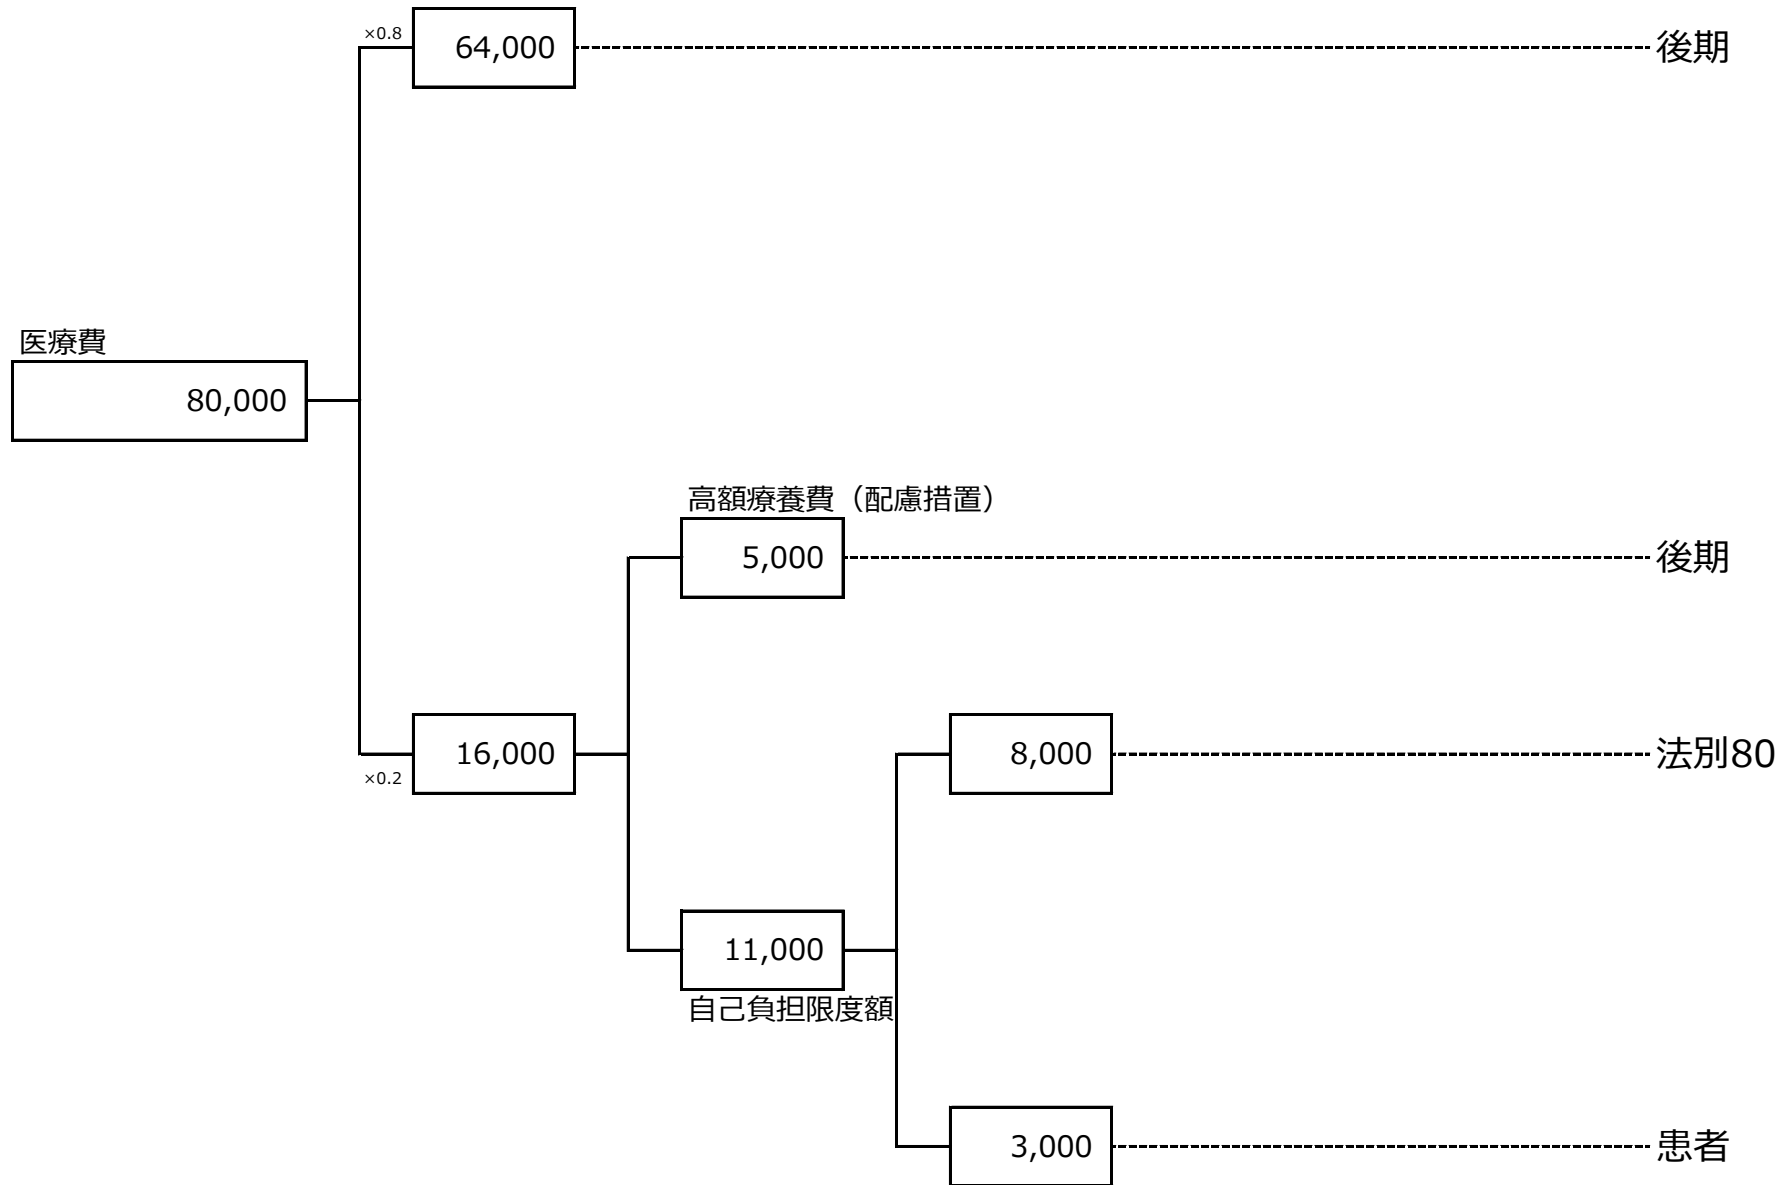 ×0.8
64,000
後期
医療費
80,000
高額療養費（配慮措置）
5,000
後期
16,000
×0.2
8,000
法別80
11,000
自己負担限度額
3,000
患者